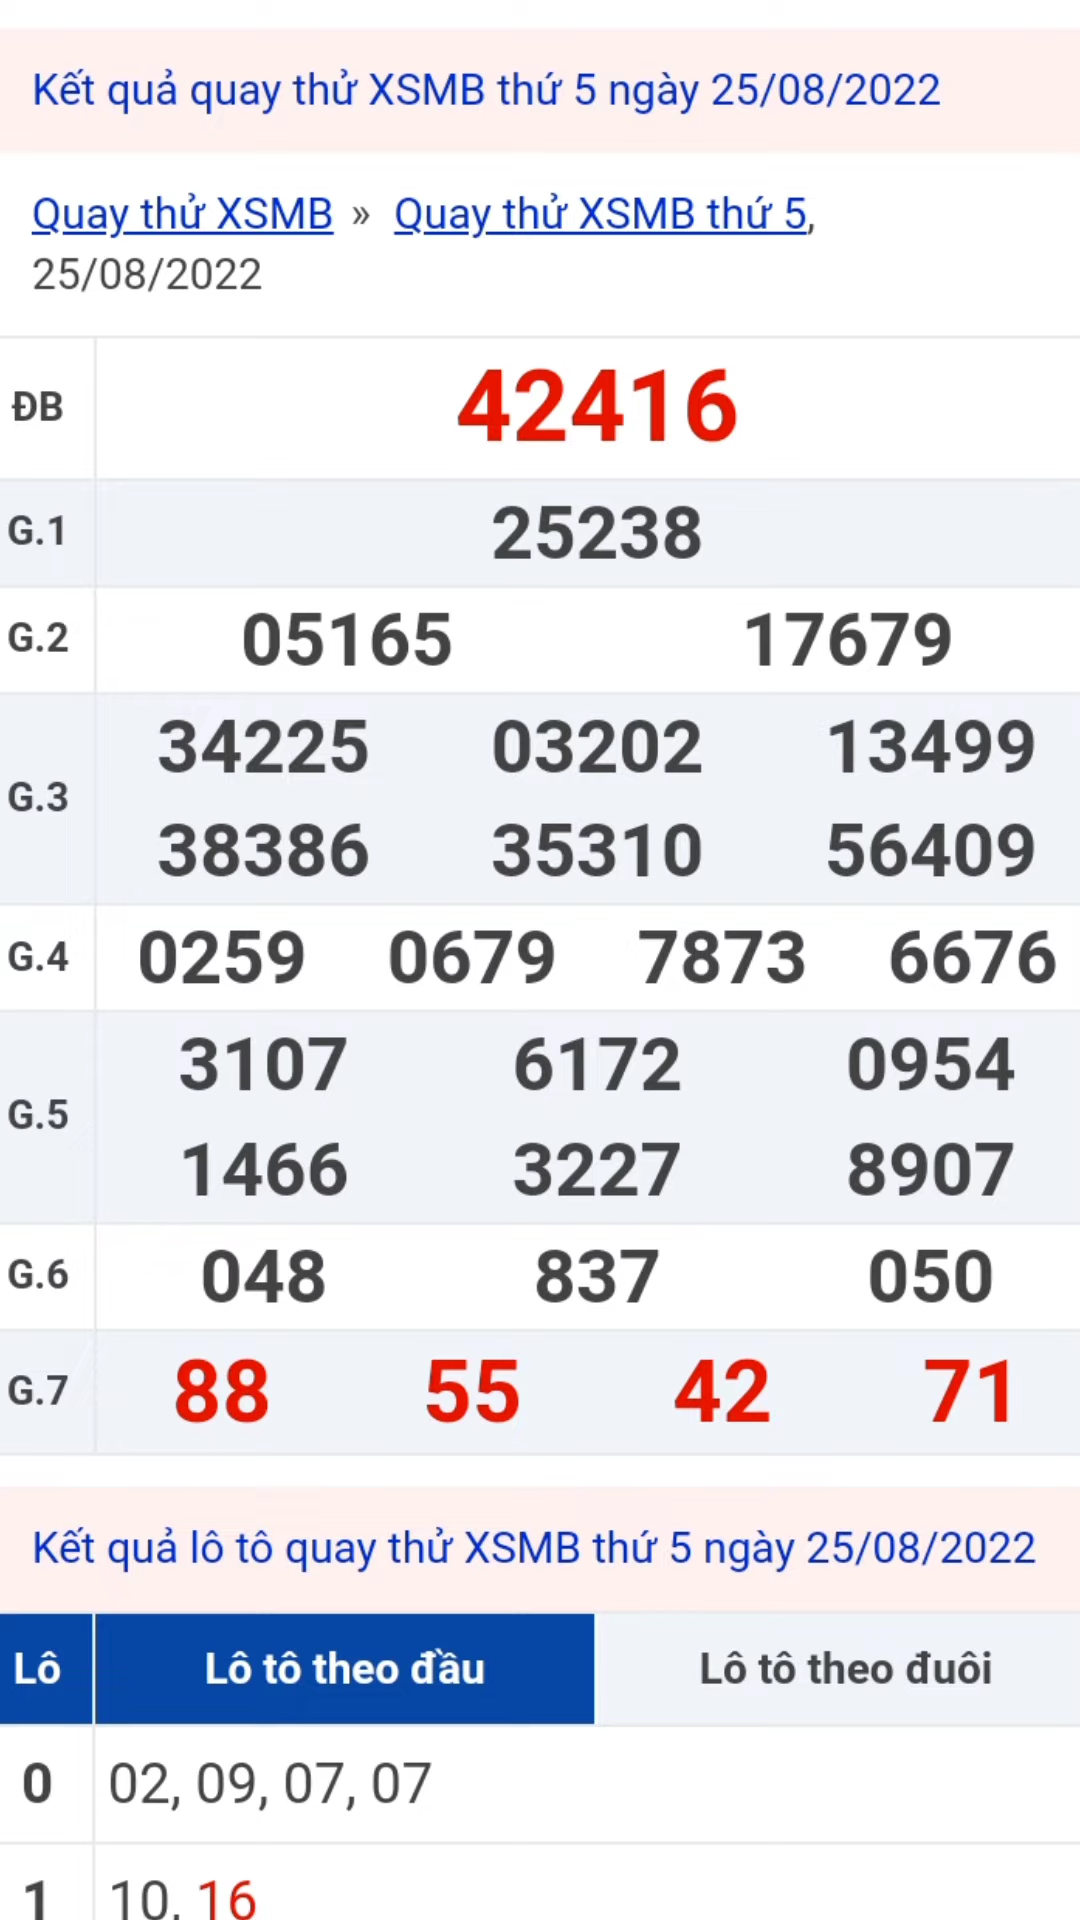 Kết quả quay thử XSMB thứ 5 ngày 25/08/2022
Quay thử XSMB » Quay thử XSMB thứ 5,
25/08/2022
ĐB 42416
G.1 25238
G.2 05165 17679
G.3 34225 03202 13499
38386 35310 56409
G.4 0259 0679 7873 6676
G.5 3107 6172 0954
1466 3227 8907
G.6 048 837 050
G.7 88 55 42 71
Kết quả lô tô quay thử XSMB thứ 5 ngày 25/08/2022
Lô Lô tô theo đầu Lô tô theo đuôi
0 02, 09, 07, 07
1 10, 16